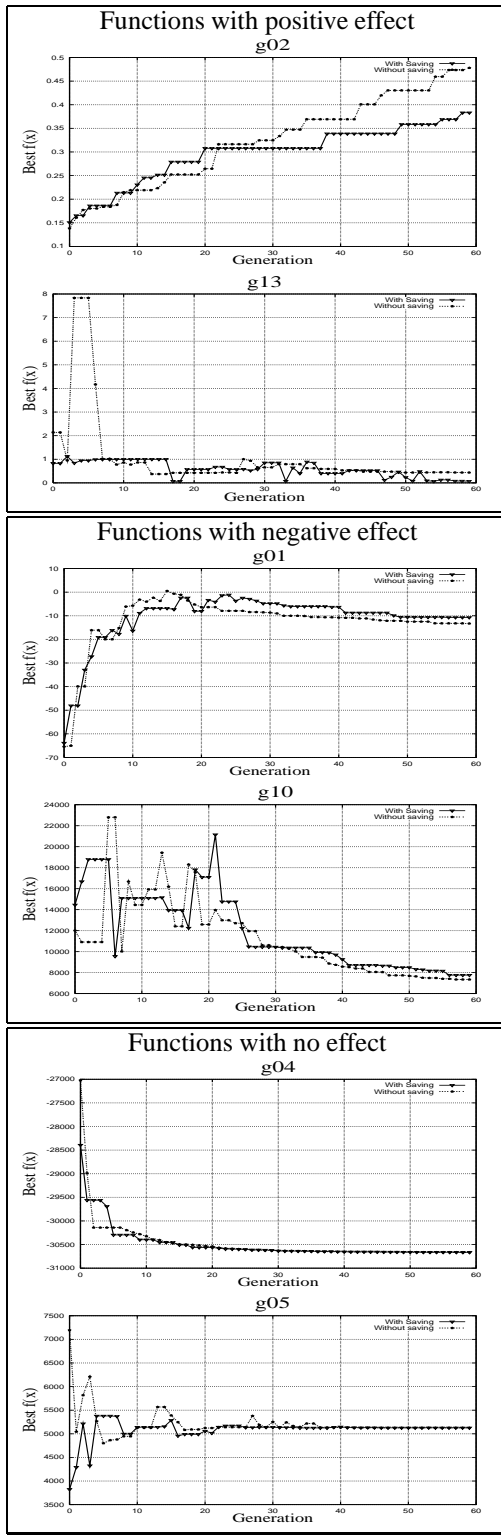 Functions with positive effect
g02
With Saving
Without saving
Best f(x)
0.5
0.45
0.4
0.35
0.3
0.25
0.2
0.15
0.1
0 10 20 30 40 50 60
Generation
g13
With Saving
Without saving
Best f(x)
8
7
6
5
4
3
2
1
0
0 10 20 30 40 50 60
Generation
Functions with negative effect
g01
With Saving
Without saving
Best f(x)
10
0
-10
-20
-30
-40
-50
-60
-70
0 10 20 30 40 50 60
Generation
g10
With Saving
Without saving
Best f(x)
24000
22000
20000
18000
16000
14000
12000
10000
8000
6000
0 10 20 30 40 50 60
Generation
Functions with no effect
g04
With Saving
Without saving
Best f(x)
-27000
-27500
-28000
-28500
-29000
-29500
-30000
-30500
-31000
0 10 20 30 40 50 60
Generation
g05
With Saving
Without saving
Best f(x)
7500
7000
6500
6000
5500
5000
4500
4000
3500
0 10 20 30 40 50 60
Generation